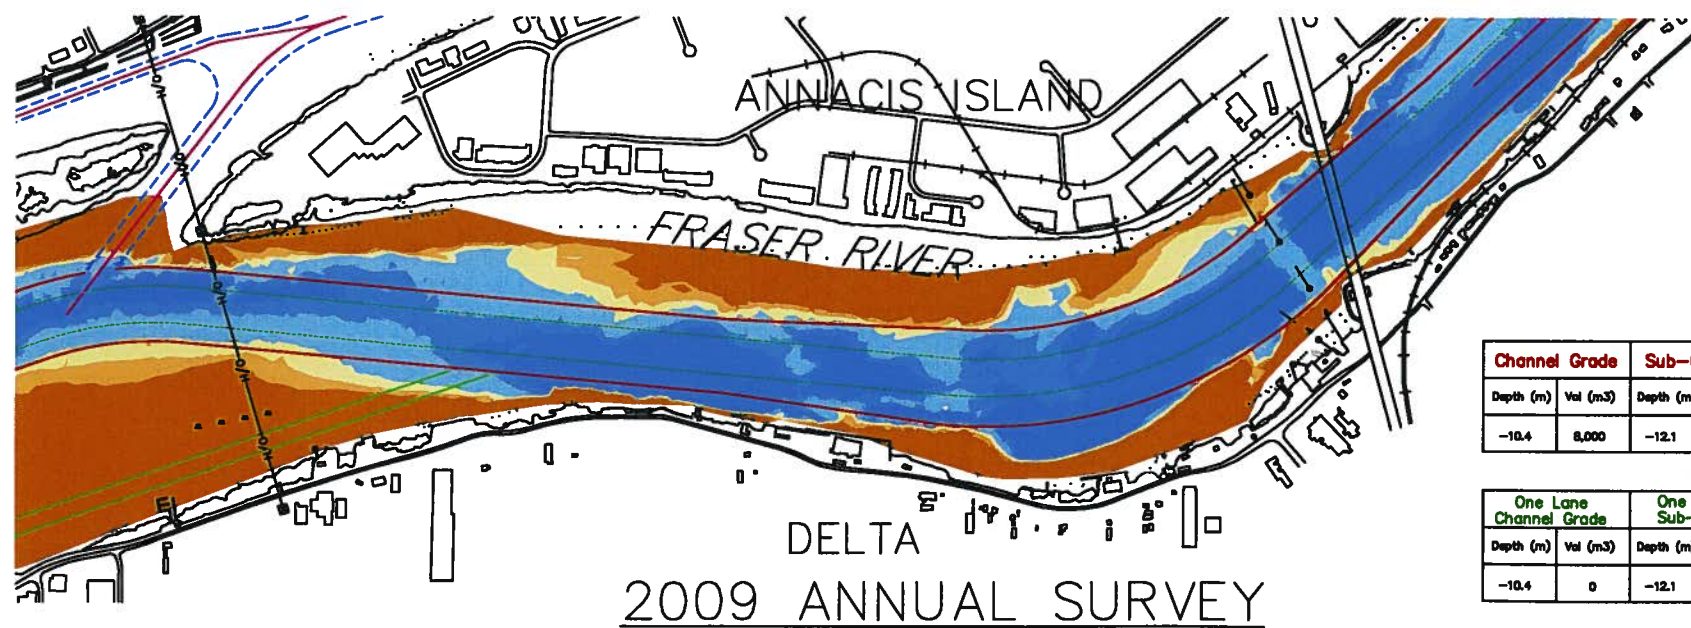 ANNACIS ISLAND
FRASER RIVER
O/H
O/H
O/H
O/H
O/H
O/H
DELTA
2009 ANNUAL SURVEY
Channel Grade Sub-
Depth (m) Vol (m3) Depth (m
-10.4 8,000 -12.1
One Lane Channel Grade One Sub-
Depth (m) Vol (m3) Depth (m
-10.4 0 -12.1